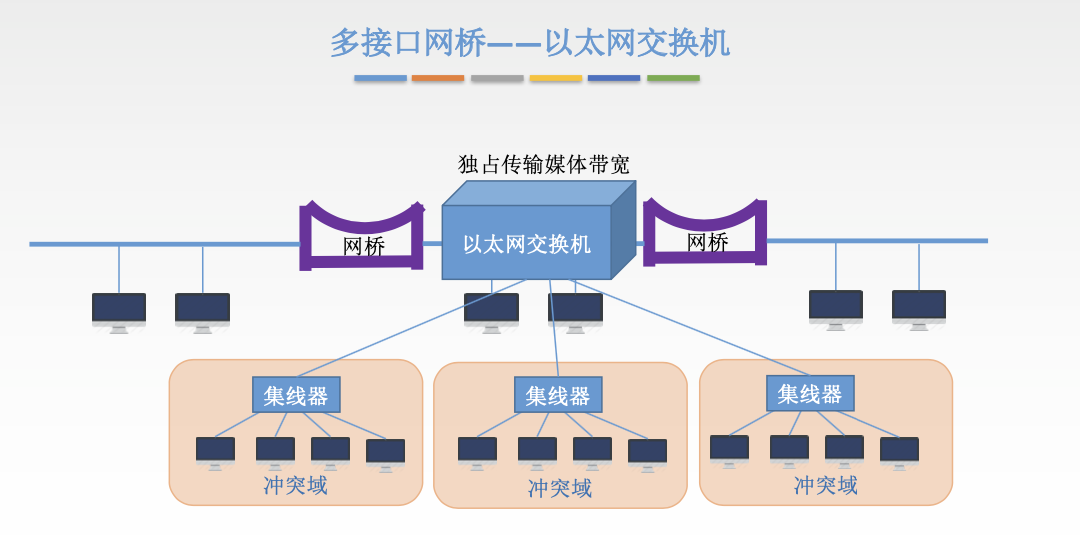 多接口网桥——以太网交换机
独占传输媒体带宽
网桥
以太网交换机
网桥
集线器
集线器
集线器
冲突域
冲突域
冲突域